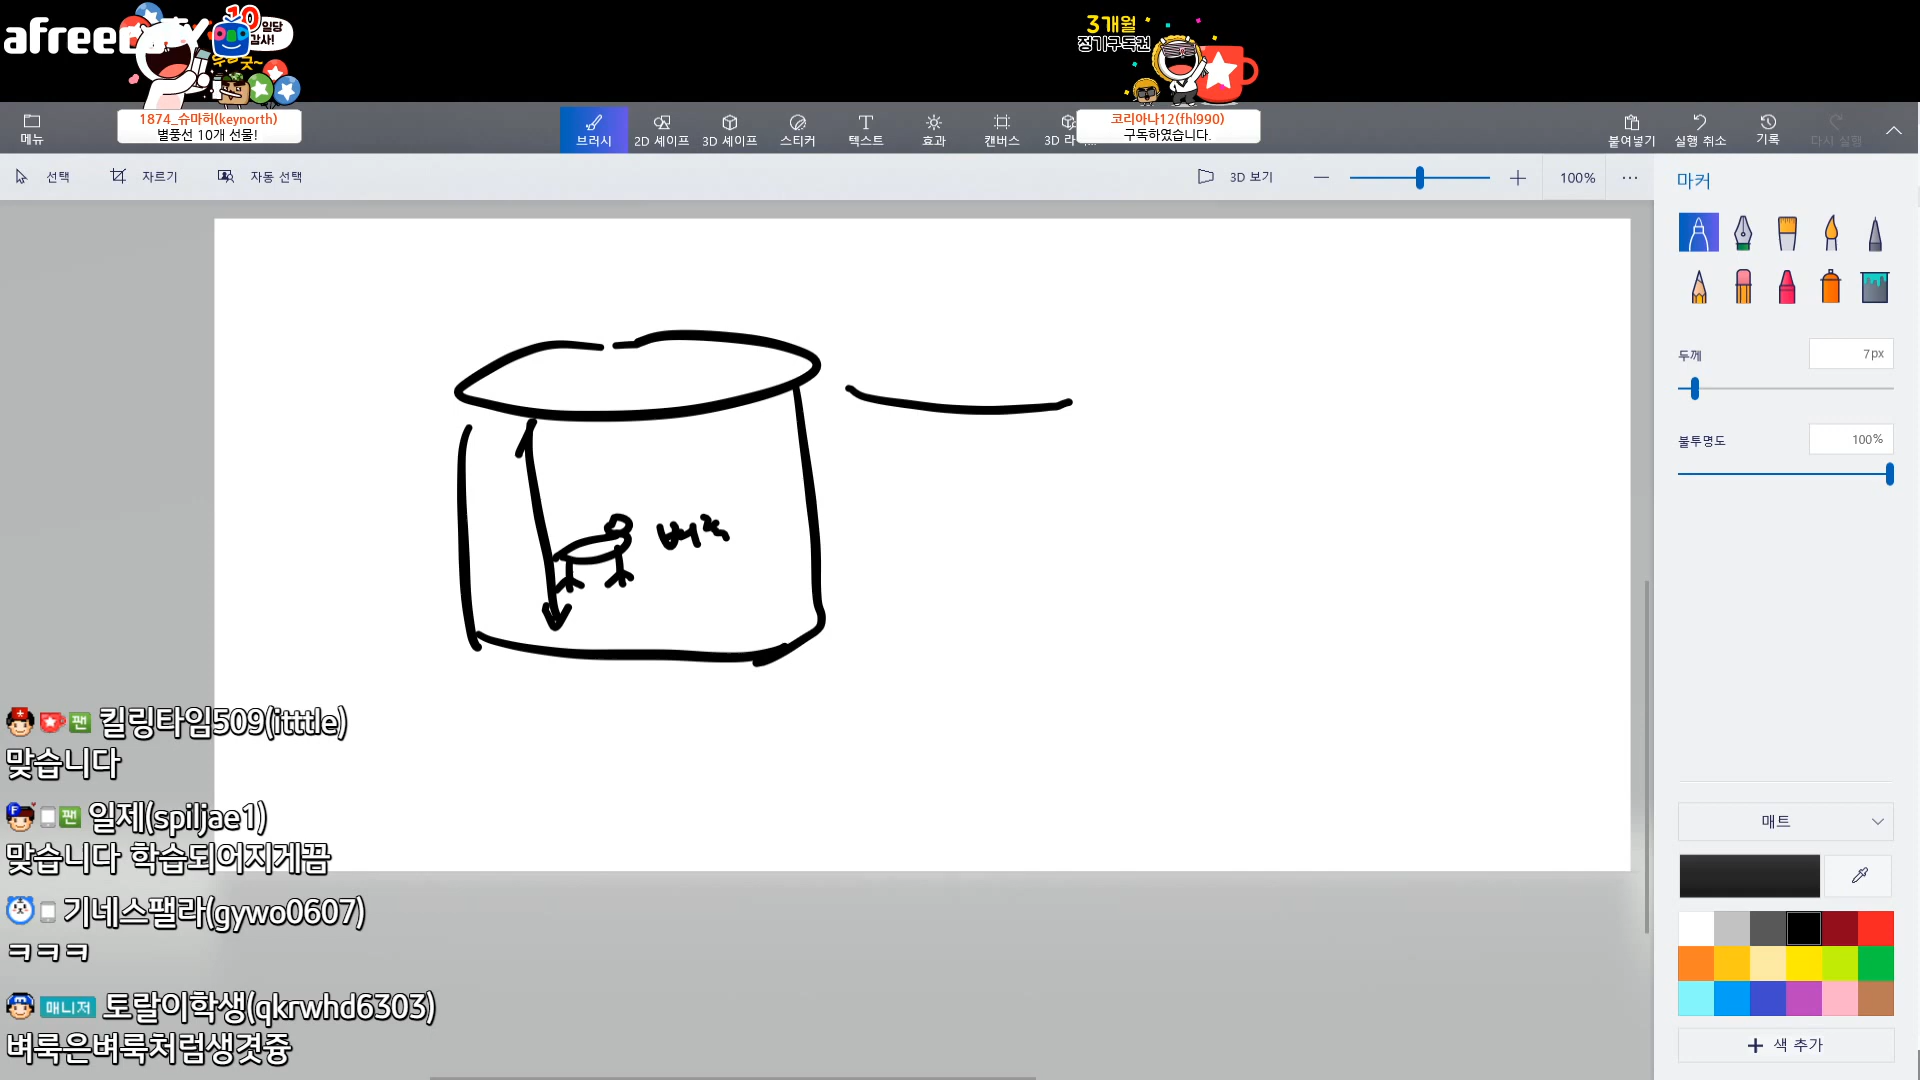 afreeca
10일당
감사!
1874_슈마허(keynorth)
별풍선 10개 선물!
3개월
정기구독권
코리아나12(fhl990)
구독하였습니다.
메뉴
브러시
2D 셰이프
3D 셰이프
스티커
텍스트
효과
캔버스
3D 라...
붙여넣기
실행 취소
기록
다시 실행
선택
자르기
자동 선택
3D 보기
100%
마커
두께
7px
불투명도
100%
매트
색 추가
팬 킬링타임509(itttle)
맞습니다
F 팬 일제(spiljae1)
맞습니다 학습되어지게끔
기네스팰라(gywo0607)
ㅋㅋㅋ
매니저 토랄이학생(qkrwhd6303)
벼룩은벼룩처럼생겻즁